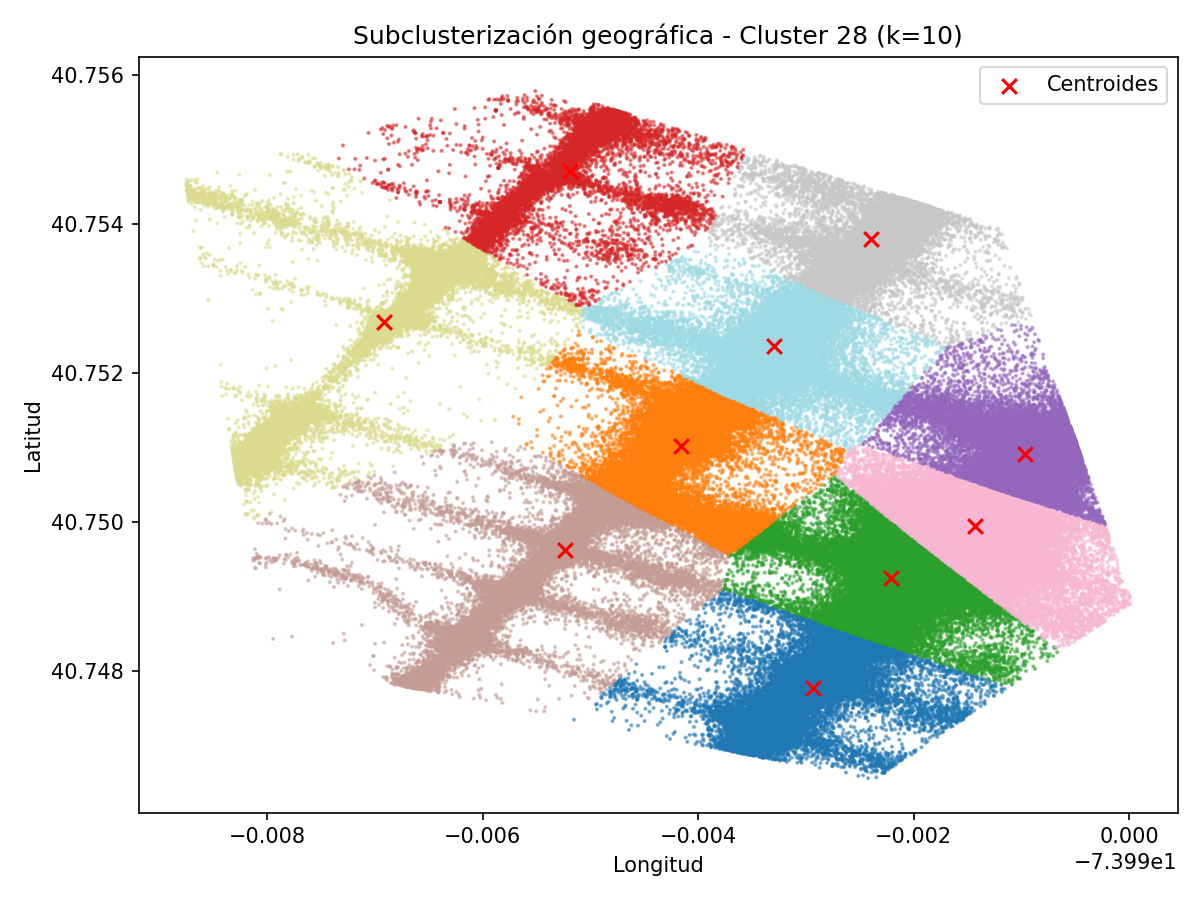 Subclusterización geográfica - Cluster 28 (k=10)
Centroides
40.756
40.754
40.752
40.750
40.748
Latitud
−0.008
−0.006
−0.004
−0.002
0.000
−7.399e1
Longitud